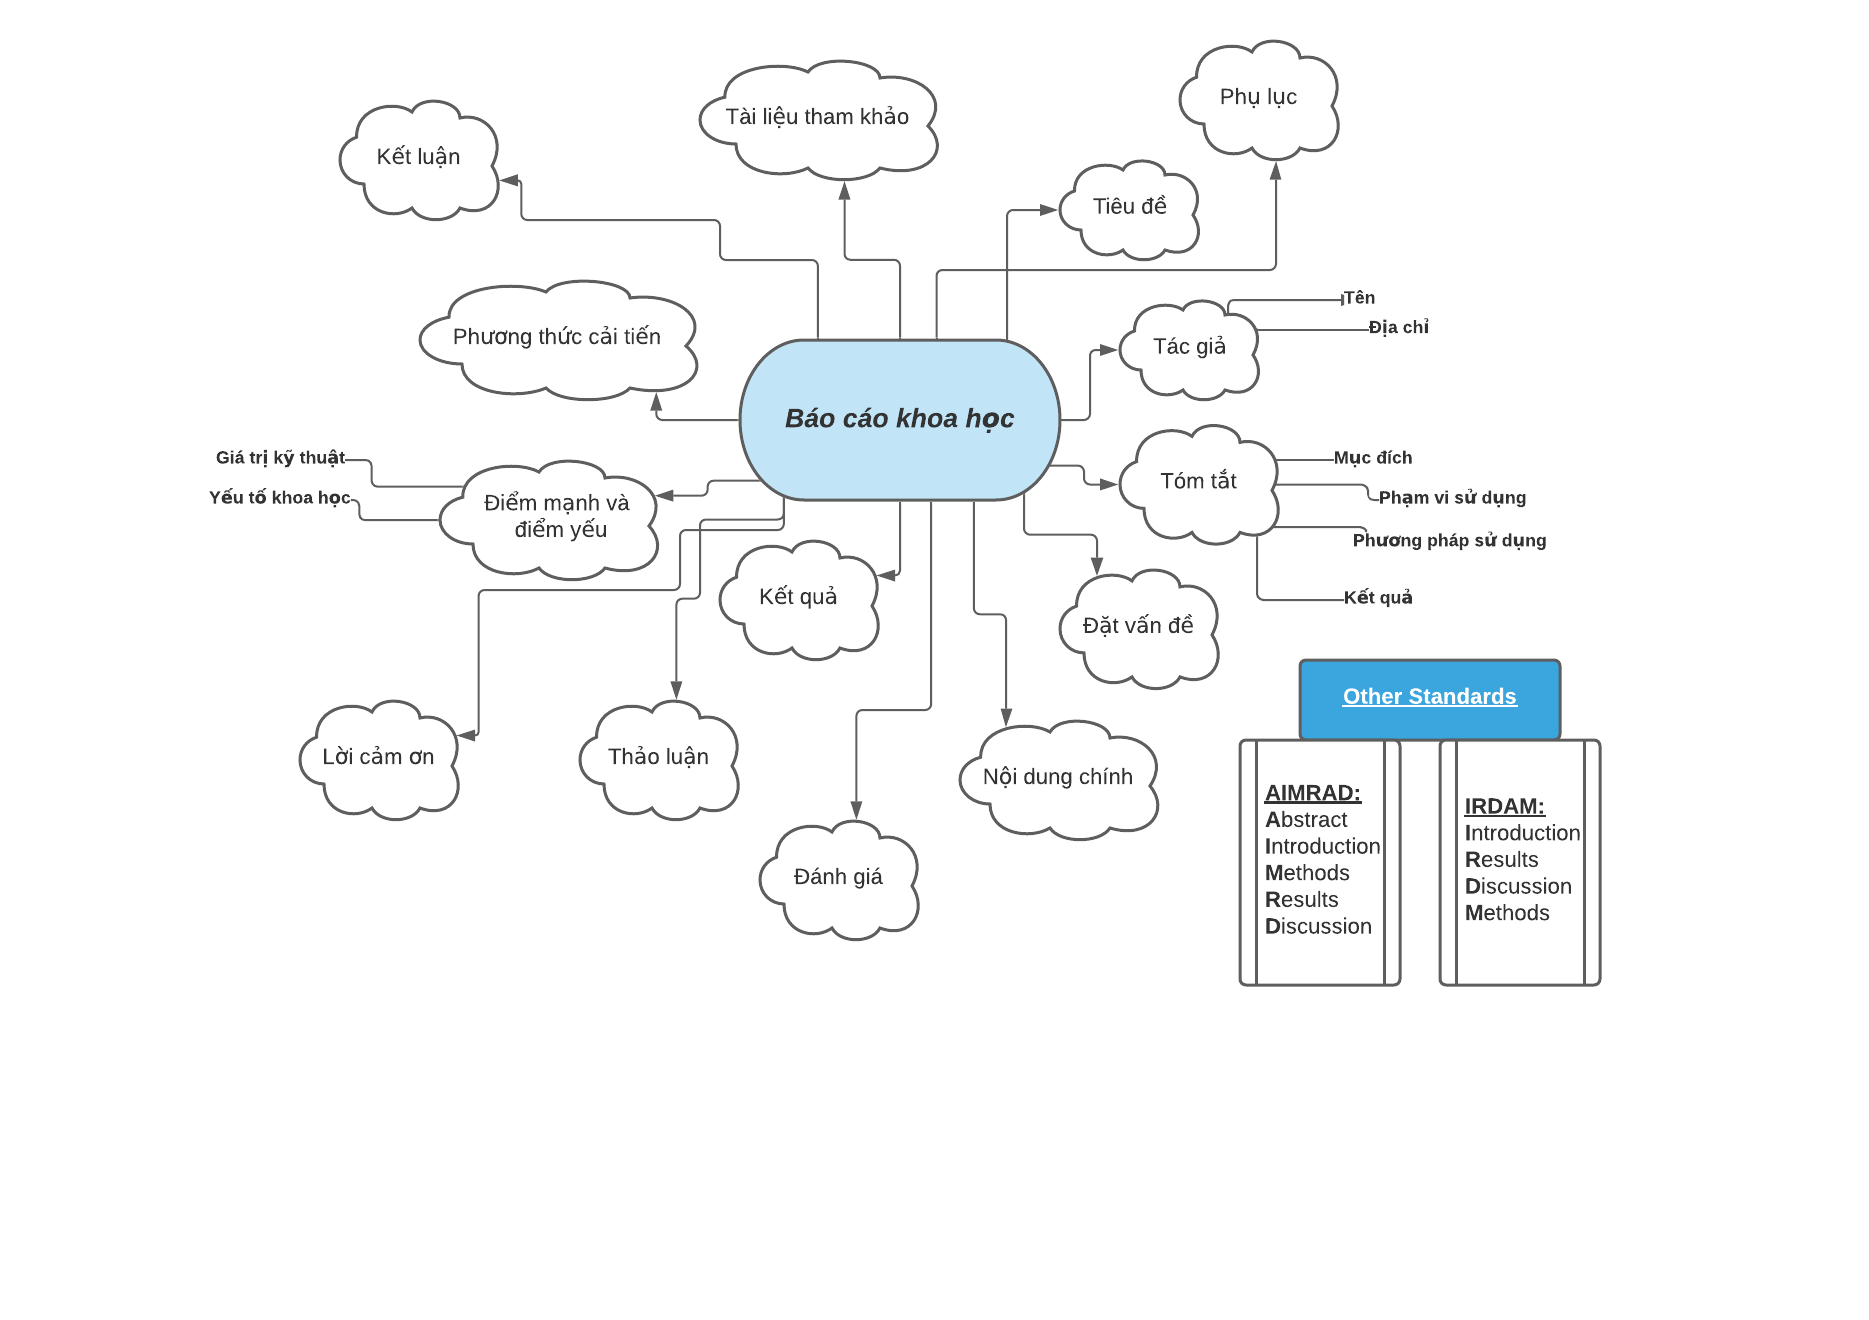 Phụ lục
Tài liệu tham khảo
Kết luận
Tiêu đề
Tên
Địa chỉ
Phương thức cải tiến
Tác giả
Báo cáo khoa học
Giá trị kỹ thuật
Mục đích
Tóm tắt
Yếu tố khoa học
Phạm vi sử dụng
Điểm mạnh và
điểm yếu
Phương pháp sử dụng
Kết quả
Kết quả
Đặt vấn đề
Other Standards
Lời cảm ơn
Thảo luận
Nội dung chính
Đánh giá
AIMRAD:
Abstract
Introduction
Methods
Results
Discussion
IRDAM:
Introduction
Results
Discussion
Methods